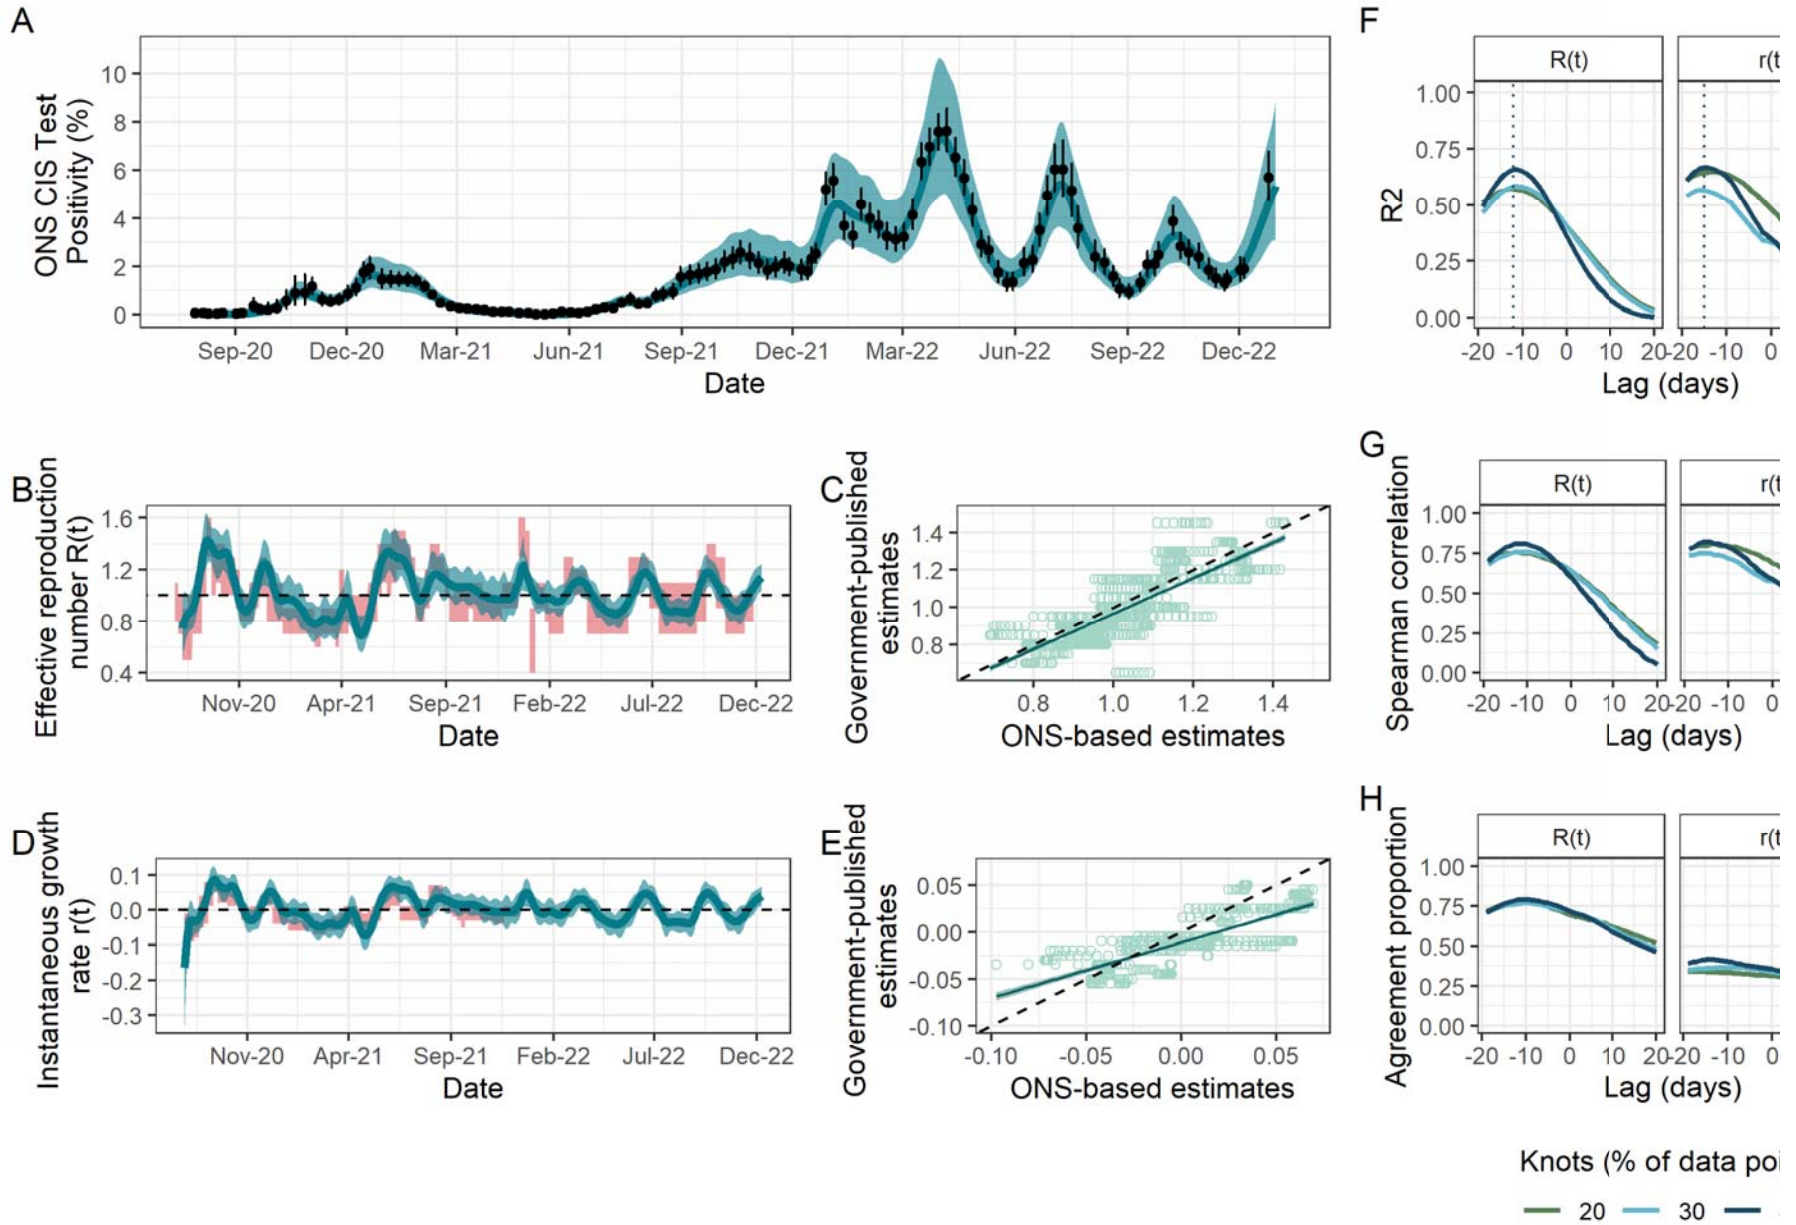 A
ONS CIS Test
Positivity (%)
10
8
6
4
2
0
Sep-20 Dec-20 Mar-21 Jun-21 Sep-21 Dec-21 Mar-22 Jun-22 Sep-22 Dec-22
Date
B
Effective reproduction
number R(t)
1.6
1.2
0.8
0.4
Nov-20 Apr-21 Sep-21 Feb-22 Jul-22 Dec-22
Date
C
Government-published
estimates
1.4
1.2
1.0
0.8
0.8 1.0 1.2 1.4
ONS-based estimates
D
Instantaneous growth
rate r(t)
0.1
0.0
-0.1
-0.2
-0.3
Nov-20 Apr-21 Sep-21 Feb-22 Jul-22 Dec-22
Date
E
Government-published
estimates
0.05
0.00
-0.05
-0.10
-0.10 -0.05 0.00 0.05
ONS-based estimates
F
R(t) r(t
R2
1.00
0.75
0.50
0.25
0.00
-20 -10 0 10 20 -20 -10 0
Lag (days)
G
R(t) r(t
Spearman correlation
1.00
0.75
0.50
0.25
0.00
-20 -10 0 10 20 -20 -10 0
Lag (days)
H
R(t) r(t
Agreement proportion
1.00
0.75
0.50
0.25
0.00
-20 -10 0 10 20 -20 -10 0
Lag (days)
Knots (% of data poi
20 30